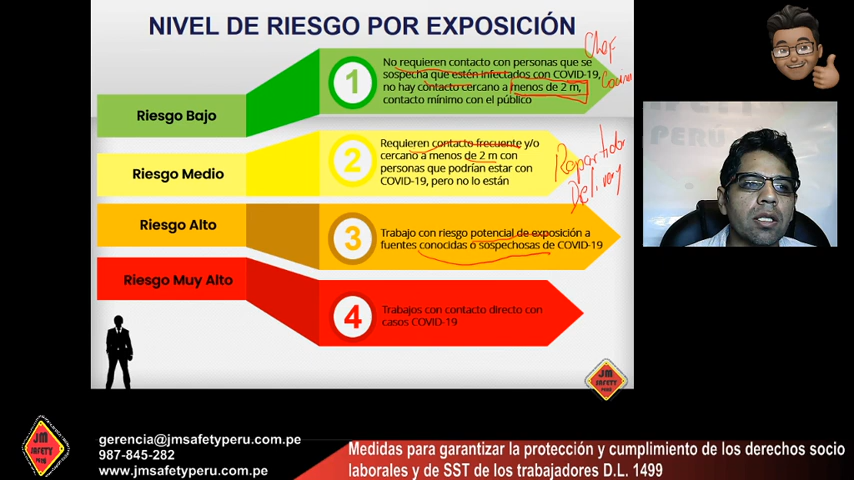 NIVEL DE RIESGO POR EXPOSICIÓN
Riesgo Bajo
1
No requieren contacto con personas que se
sospecha que estén infectados con COVID-19,
no hay contacto cercano a menos de 2 m,
contacto mínimo con el público
Chef
Cocina
Riesgo Medio
2
Requieren contacto frecuente y/o
cercano a menos de 2 m con
personas que podrían estar con
COVID-19, pero no lo están
Repartidor
Delivery
Riesgo Alto
3
Trabajo con riesgo potencial de exposición a
fuentes conocidas o sospechosas de COVID-19
Riesgo Muy Alto
4
Trabajos con contacto directo con
casos COVID-19
JM
SAFETY
PERÚ
JM
SAFETY
PERÚ
gerencia@jmsafetyperu.com.pe
987-845-282
www.jmsafetyperu.com.pe
Medidas para garantizar la protección y cumplimiento de los derechos socio
laborales y de SST de los trabajadores D.L. 1499